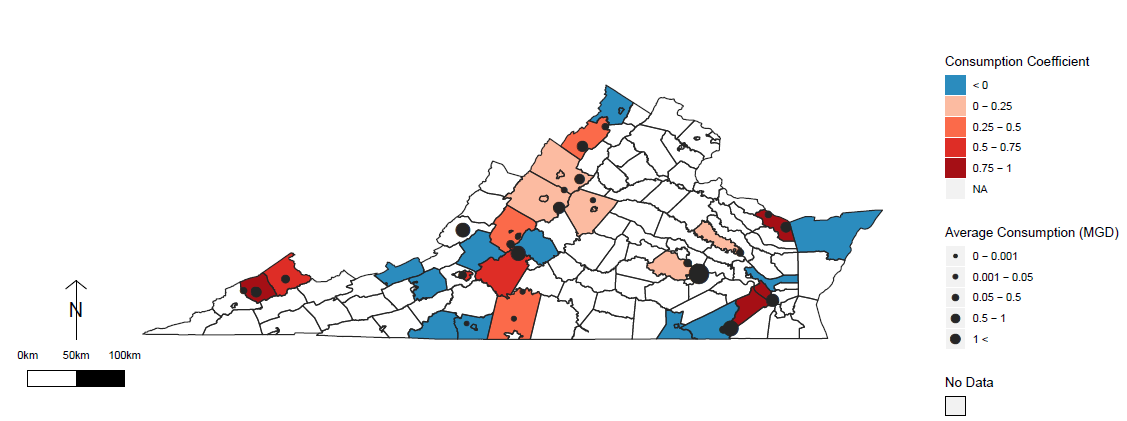 Consumption Coefficient
< 0
0 – 0.25
0.25 – 0.5
0.5 – 0.75
0.75 – 1
NA
Average Consumption (MGD)
0 – 0.001
0.001 – 0.05
0.05 – 0.5
0.5 – 1
1 <
No Data
N
0km 50km 100km